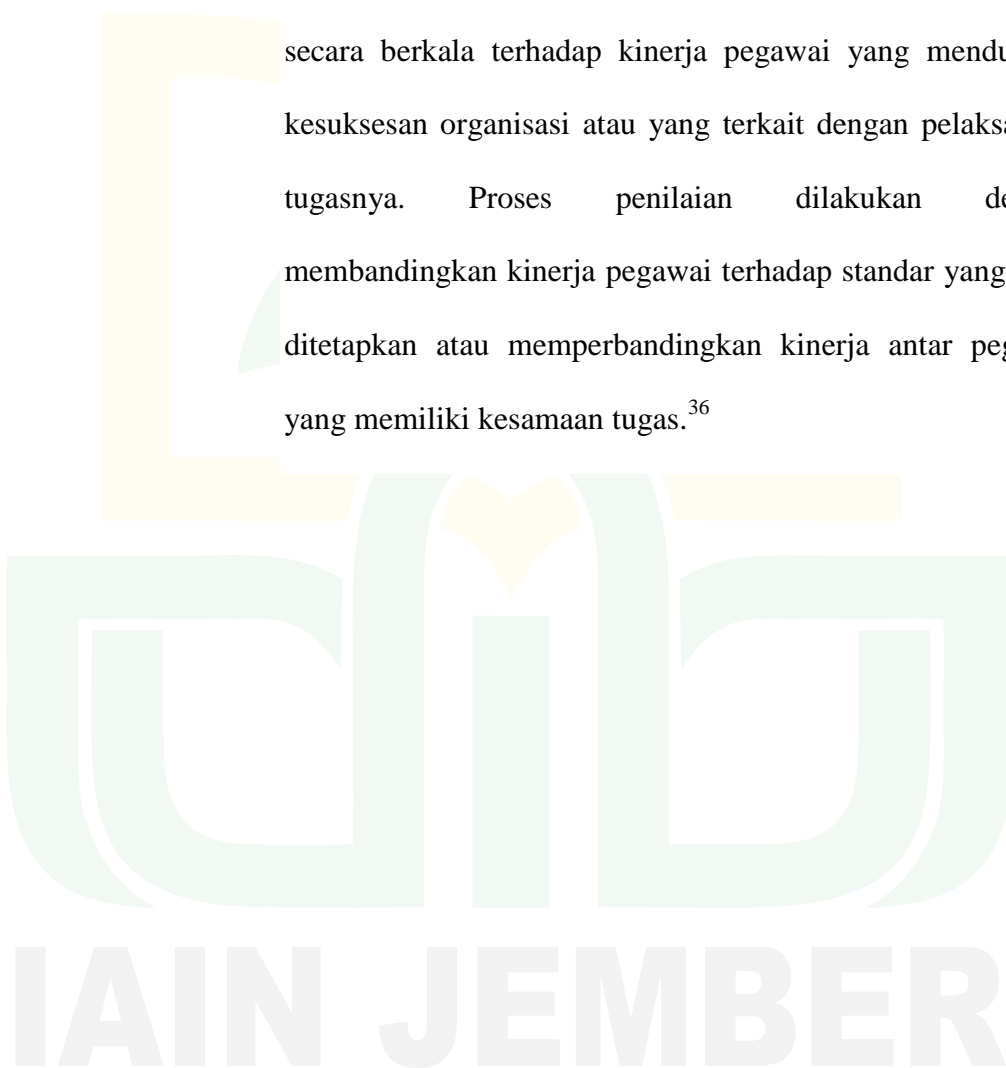 secara berkala terhadap kinerja pegawai yang mendu
kesuksesan organisasi atau yang terkait dengan pelaksa
tugasnya. Proses penilaian dilakukan de
membandingkan kinerja pegawai terhadap standar yang
ditetapkan atau memperbandingkan kinerja antar peg
yang memiliki kesamaan tugas.36
IAIN JEMBER